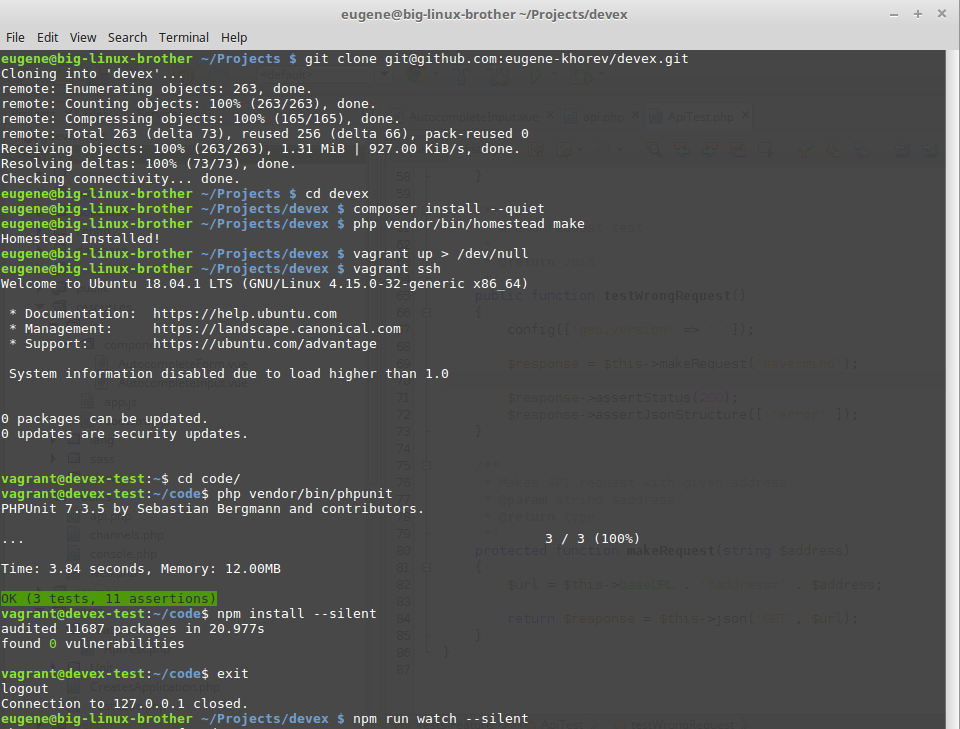 eugene@big-linux-brother ~/Projects/devex
File Edit View Search Terminal Help
eugene@big-linux-brother ~/Projects $ git clone git@github.com:eugene-khorev/devex.git
Cloning into 'devex'...
remote: Enumerating objects: 263, done.
remote: Counting objects: 100% (263/263), done.
remote: Compressing objects: 100% (165/165), done.
remote: Total 263 (delta 73), reused 256 (delta 66), pack-reused 0
Receiving objects: 100% (263/263), 1.31 MiB | 927.00 KiB/s, done.
Resolving deltas: 100% (73/73), done.
Checking connectivity... done.
eugene@big-linux-brother ~/Projects $ cd devex
eugene@big-linux-brother ~/Projects/devex $ composer install --quiet
eugene@big-linux-brother ~/Projects/devex $ php vendor/bin/homestead make
Homestead Installed!
eugene@big-linux-brother ~/Projects/devex $ vagrant up > /dev/null
eugene@big-linux-brother ~/Projects/devex $ vagrant ssh
Welcome to Ubuntu 18.04.1 LTS (GNU/Linux 4.15.0-32-generic x86_64)
* Documentation: https://help.ubuntu.com
* Management: https://landscape.canonical.com
* Support: https://ubuntu.com/advantage
System information disabled due to load higher than 1.0
0 packages can be updated.
0 updates are security updates.
vagrant@devex-test:~$ cd code/
vagrant@devex-test:~/code$ php vendor/bin/phpunit
PHPUnit 7.3.5 by Sebastian Bergmann and contributors.
... 3 / 3 (100%)
Time: 3.84 seconds, Memory: 12.00MB
OK (3 tests, 11 assertions)
vagrant@devex-test:~/code$ npm install --silent
audited 11687 packages in 20.977s
found 0 vulnerabilities
vagrant@devex-test:~/code$ exit
logout
Connection to 127.0.0.1 closed.
eugene@big-linux-brother ~/Projects/devex $ npm run watch --silent